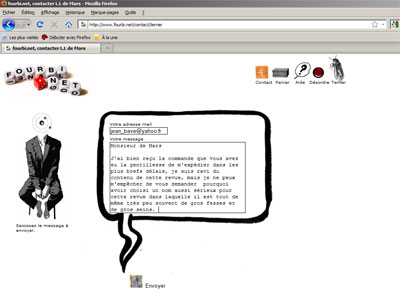 fourbi.net, contacter L.L de Mars - Mozilla Firefox
Fichier Édition Affichage Historique Marque-pages Outils ?
http://www.fourbi.net/contact/terrier
Les plus visités Débuter avec Firefox À la une
fourbi.net, contacter L.L de Mars
FOURBI
NET
Contact Panier Aide Désordre Terrier
Votre adresse mail
jean_bave@yahoo.fr
Votre message
Monsieur de Mars
J'ai bien reçu la commande que vous avez
eu la gentillesse de m'expédier dans les
plus brefs délais, je suis ravi du
contenu de cette revue, mais je ne peux
m'empêcher de vous demander pourquoi
avoir choisi un nom aussi sérieux pour
cette revue dans laquelle il est tout de
même très peu souvent de gros fesses et
de gros seins.
Saisissez le message à
envoyer.
Envoyer